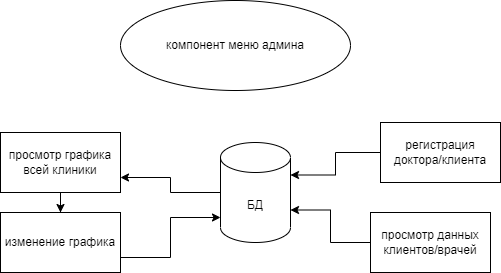 компонент меню админа
просмотр графика
всей клиники
изменение графика
БД
регистрация
доктора/клиента
просмотр данных
клиентов/врачей